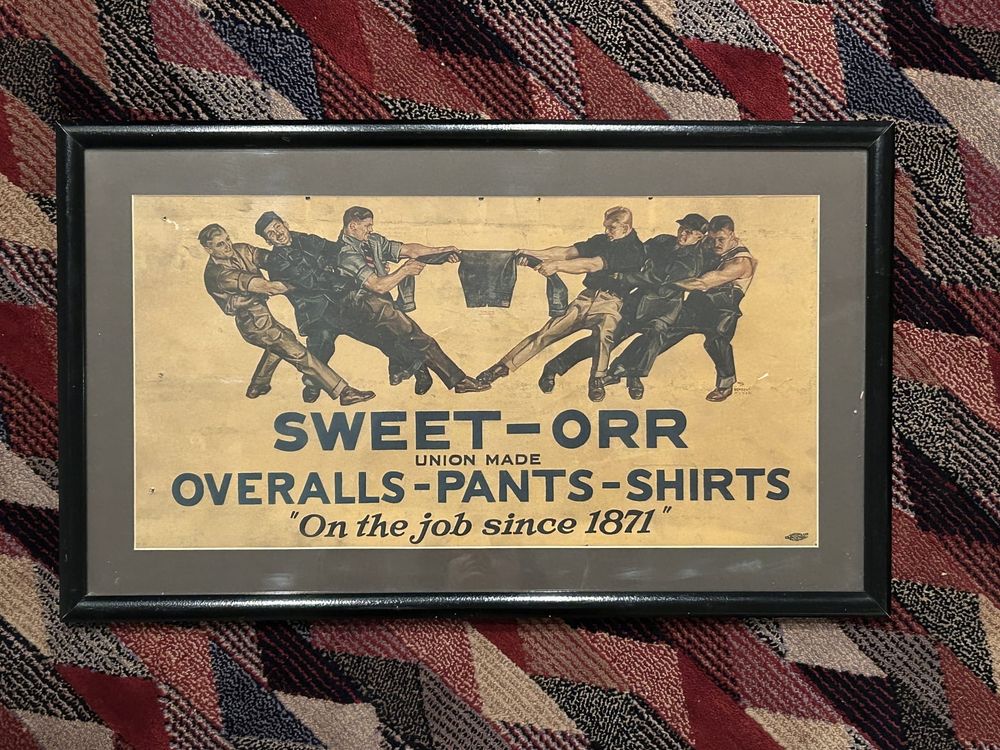 SWEET-ORR
UNION MADE
OVERALLS-PANTS-SHIRTS
"On the job since 1871"